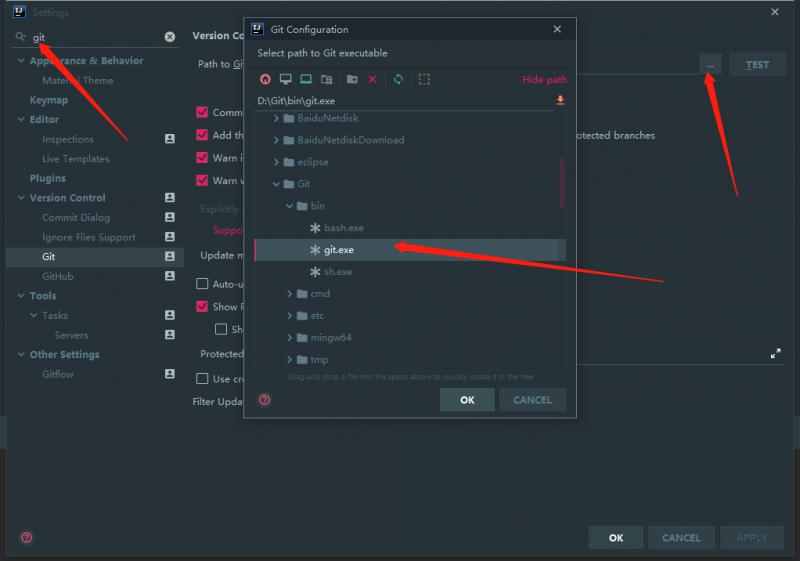 Settings
git
Appearance & Behavior
Material Theme
Keymap
Editor
Inspections
Live Templates
Plugins
Version Control
Commit Dialog
Ignore Files Support
Git
GitHub
Tools
Tasks
Servers
Other Settings
Gitflow
Version Co
Path to Gi
...
TEST
Comm
Add th
otected branches
Warn i
Warn w
Explicitly
Suppo
Update m
Auto-u
Show P
Sh
Protected
Use cre
Filter Upda
Git Configuration
Select path to Git executable
Hide path
D:\Git\bin\git.exe
BaiduNetdisk
BaiduNetdiskDownload
eclipse
Git
bin
bash.exe
git.exe
sh.exe
cmd
etc
mingw64
tmp
Drag and drop a file into the space above to quickly locate it in the tree
OK
CANCEL
OK
CANCEL
APPLY